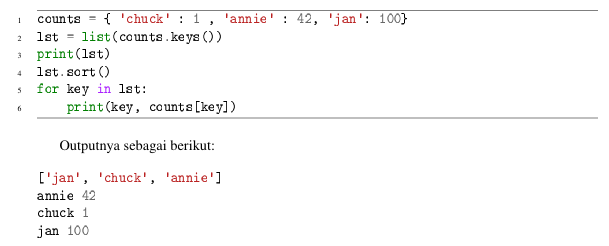 1 counts = { 'chuck' : 1 , 'annie' : 42, 'jan': 100}
2 lst = list(counts.keys())
3 print(lst)
4 lst.sort()
5 for key in lst:
6     print(key, counts[key])
Outputnya sebagai berikut:
['jan', 'chuck', 'annie']
annie 42
chuck 1
jan 100